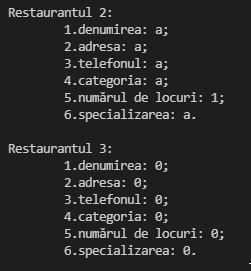 Restaurantul 2:
1.denumirea: a;
2.adresa: a;
3.telefonul: a;
4.categoria: a;
5.numărul de locuri: 1;
6.specializarea: a.
Restaurantul 3:
1.denumirea: 0;
2.adresa: 0;
3.telefonul: 0;
4.categoria: 0;
5.numărul de locuri: 0;
6.specializarea: 0.